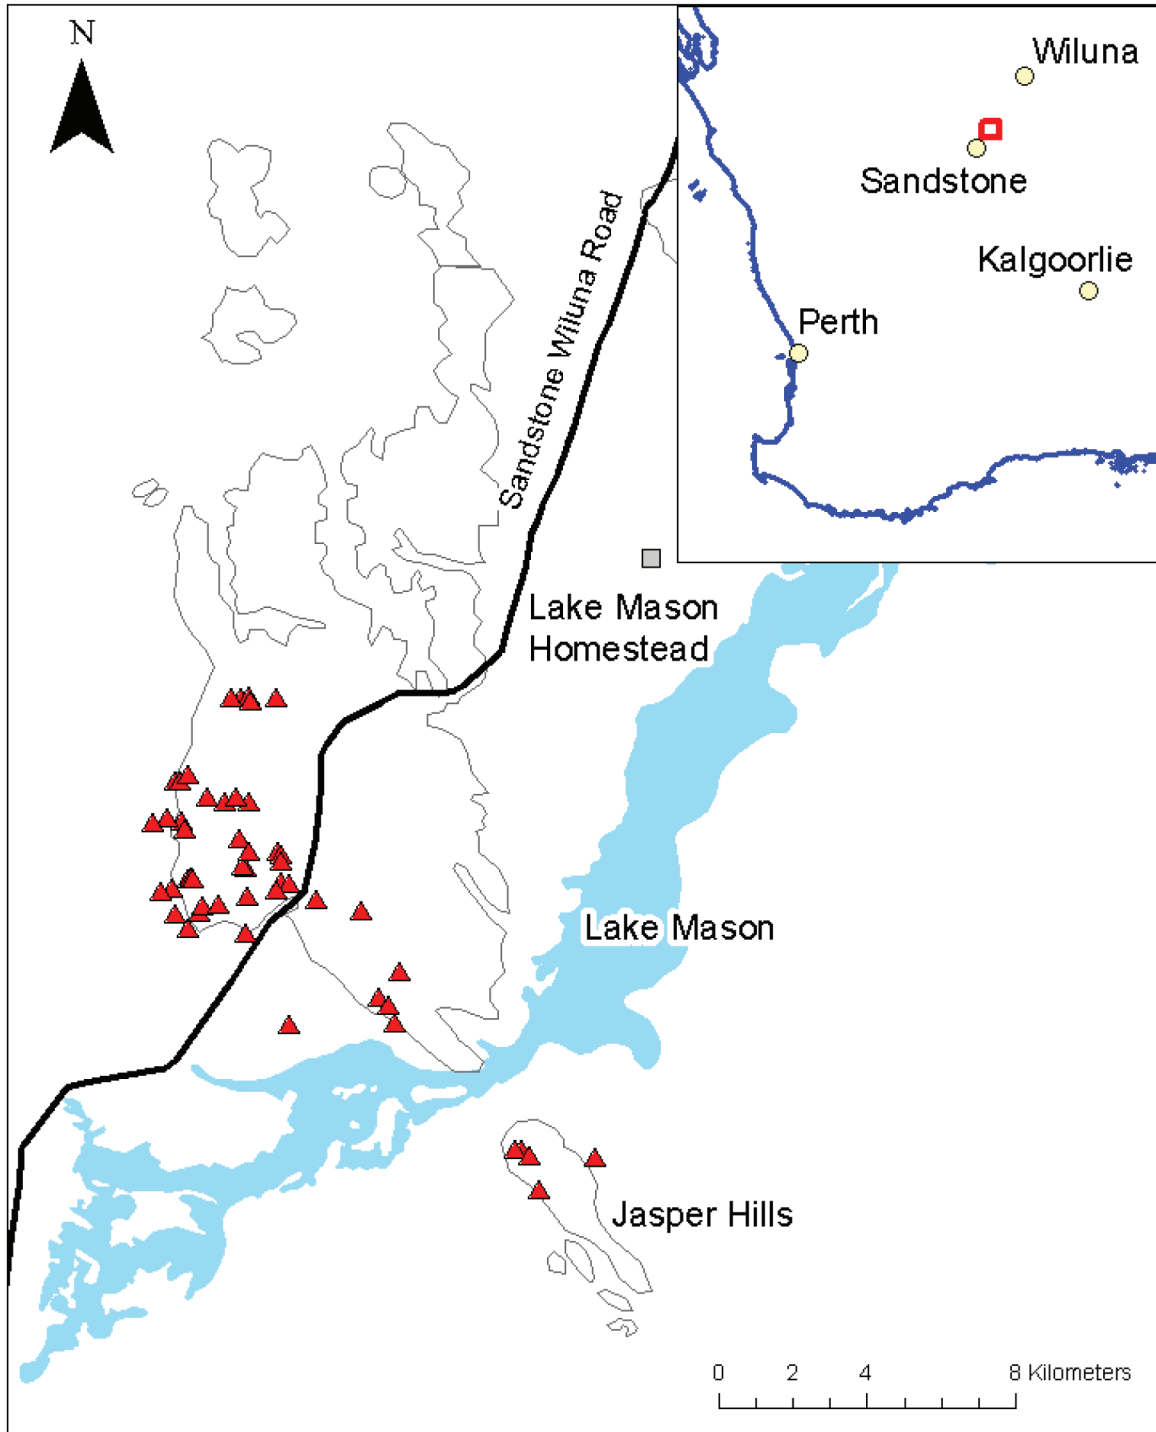 N
Wiluna
Sandstone
Kalgoorlie
Perth
Sandstone Wiluna Road
Lake Mason
Homestead
Lake Mason
Jasper Hills
0 2 4 8 Kilometers